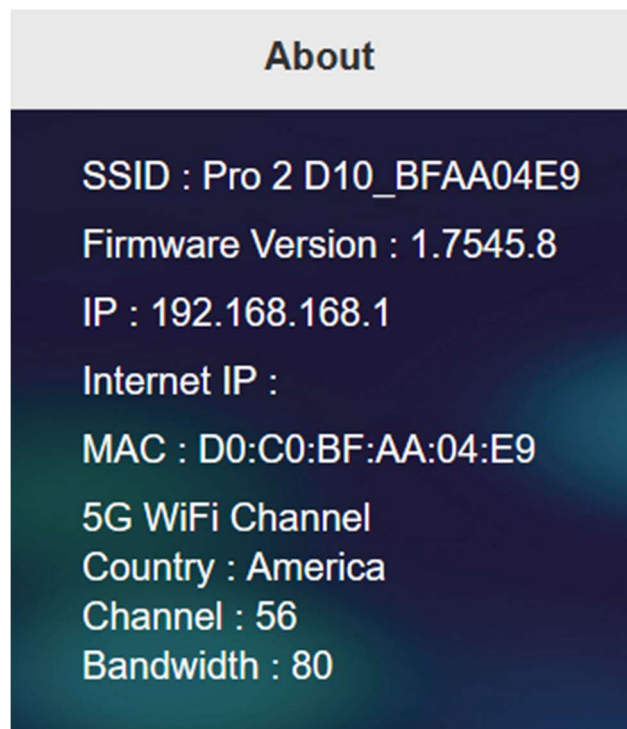 About
SSID : Pro 2 D10_BFAA04E9
Firmware Version : 1.7545.8
IP : 192.168.168.1
Internet IP :
MAC : D0:C0:BF:AA:04:E9
5G WiFi Channel
Country : America
Channel : 56
Bandwidth : 80